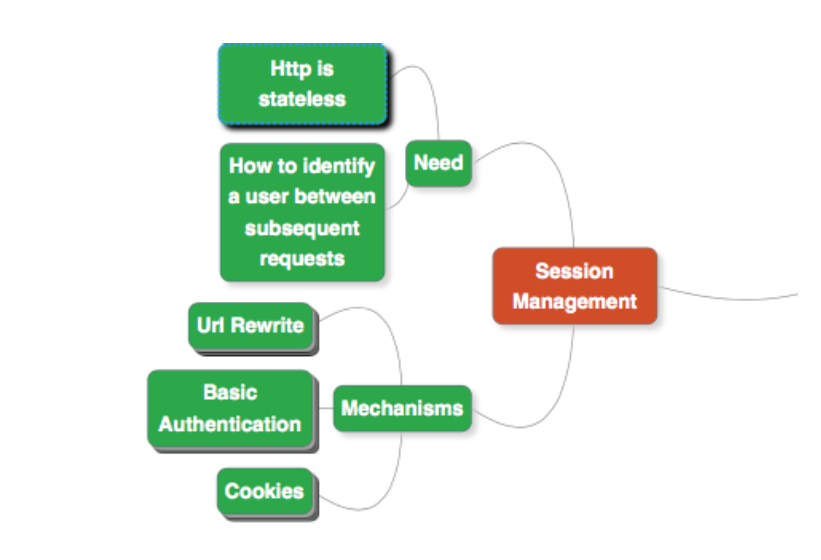 Http is
stateless
Need
How to identify
a user between
subsequent
requests
Session
Management
Url Rewrite
Basic
Authentication
Mechanisms
Cookies